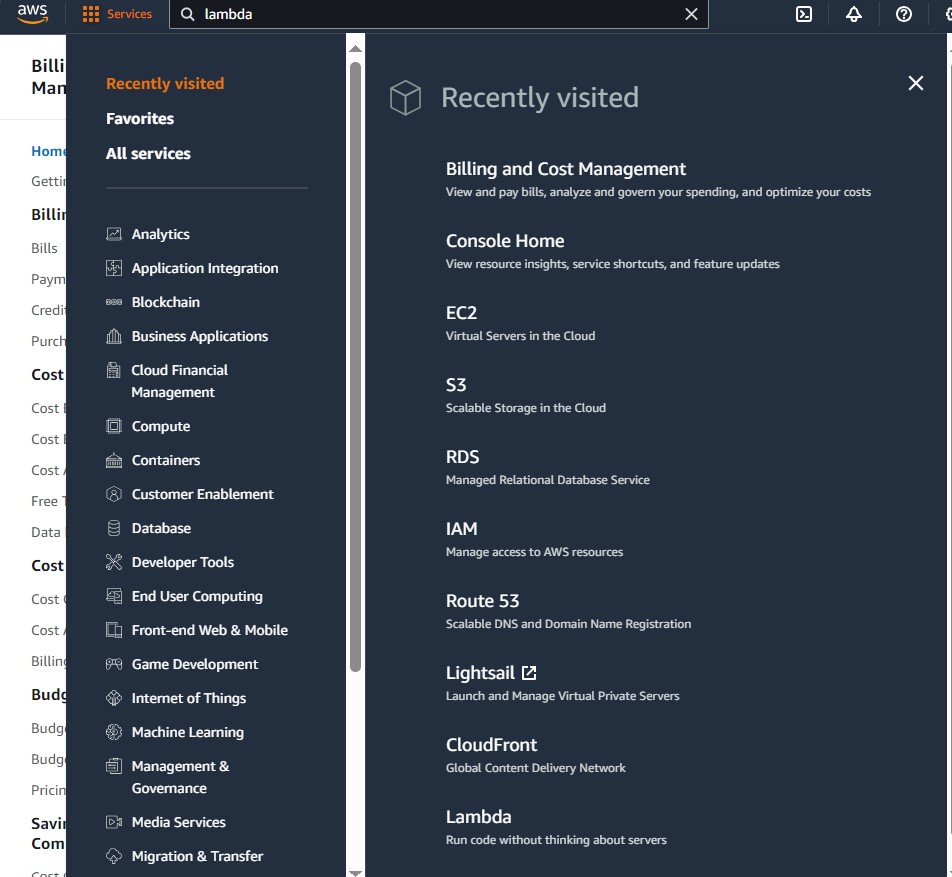 aws
Services
lambda
Billi
Man
Home
Gettin
Billin
Bills
Paym
Credit
Purch
Cost
Cost E
Cost E
Cost A
Free T
Data
Cost
Cost
Cost A
Billing
Budg
Budge
Budge
Pricin
Savin
Com
Recently visited
Favorites
All services
Analytics
Application Integration
Blockchain
Business Applications
Cloud Financial
Management
Compute
Containers
Customer Enablement
Database
Developer Tools
End User Computing
Front-end Web & Mobile
Game Development
Internet of Things
Machine Learning
Management &
Governance
Media Services
Migration & Transfer
Recently visited
Billing and Cost Management
View and pay bills, analyze and govern your spending, and optimize your costs
Console Home
View resource insights, service shortcuts, and feature updates
EC2
Virtual Servers in the Cloud
S3
Scalable Storage in the Cloud
RDS
Managed Relational Database Service
IAM
Manage access to AWS resources
Route 53
Scalable DNS and Domain Name Registration
Lightsail
Launch and Manage Virtual Private Servers
CloudFront
Global Content Delivery Network
Lambda
Run code without thinking about servers